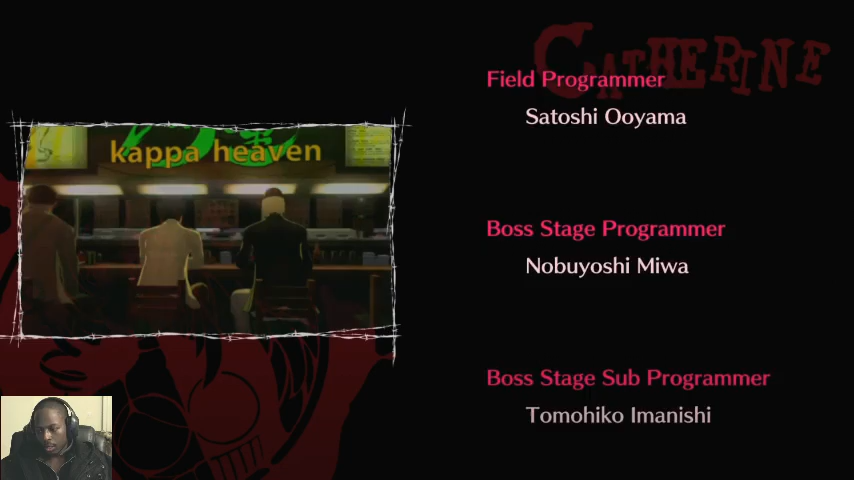 CATHERINE
Field Programmer
Satoshi Ooyama
kappa heaven
Boss Stage Programmer
Nobuyoshi Miwa
Boss Stage Sub Programmer
Tomohiko Imanishi